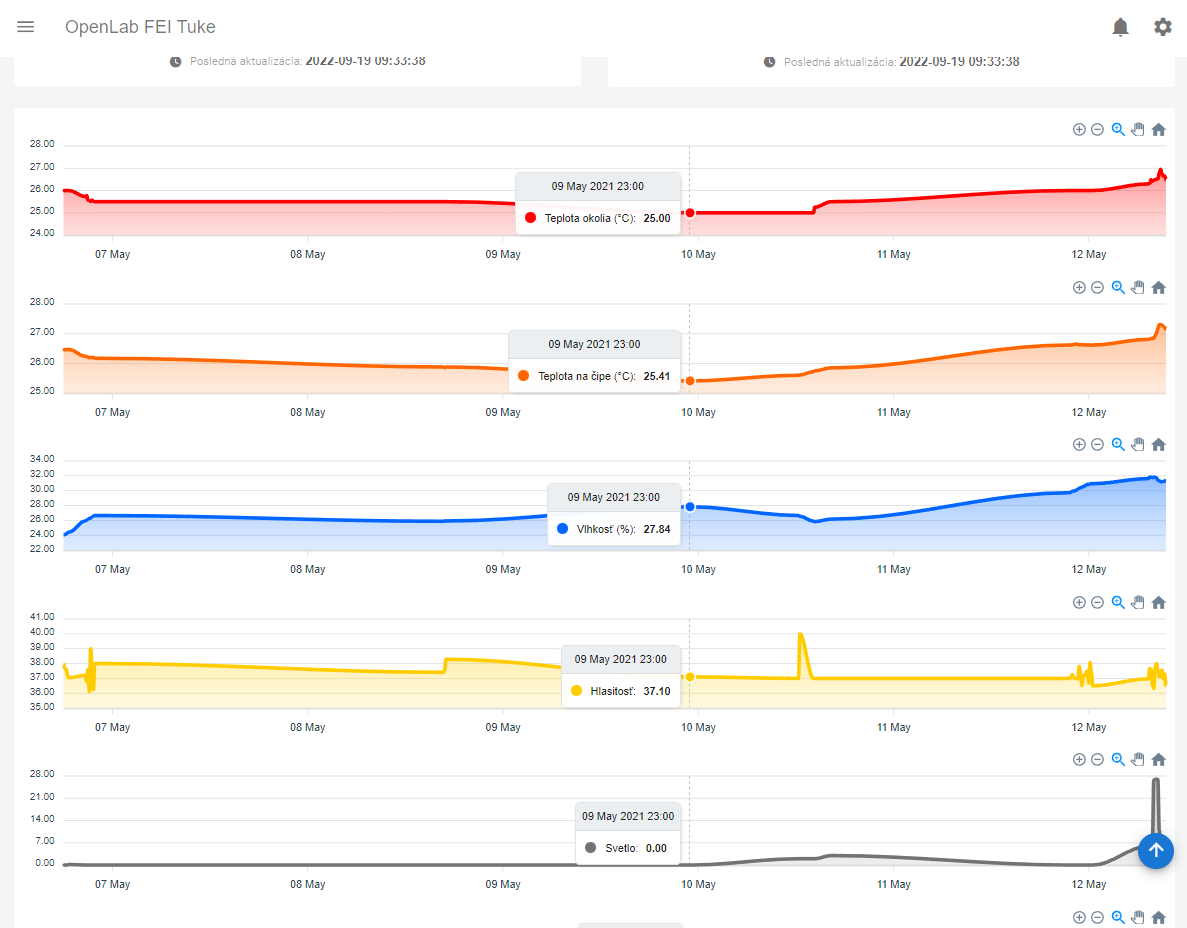 OpenLab FEI Tuke
Posledná aktualizácia: 2022-09-19 09:33:38
Posledná aktualizácia: 2022-09-19 09:33:38
28.00
27.00
26.00
25.00
24.00
09 May 2021 23:00
Teplota okolia (°C): 25.00
07 May 08 May 09 May 10 May 11 May 12 May
28.00
27.00
26.00
25.00
09 May 2021 23:00
Teplota na čipe (°C): 25.41
07 May 08 May 09 May 10 May 11 May 12 May
34.00
32.00
30.00
28.00
26.00
24.00
22.00
09 May 2021 23:00
Vlhkosť (%): 27.84
07 May 08 May 09 May 10 May 11 May 12 May
41.00
40.00
39.00
38.00
37.00
36.00
35.00
09 May 2021 23:00
Hlasitosť: 37.10
07 May 08 May 09 May 10 May 11 May 12 May
28.00
21.00
14.00
7.00
0.00
09 May 2021 23:00
Svetlo: 0.00
07 May 08 May 09 May 10 May 11 May 12 May